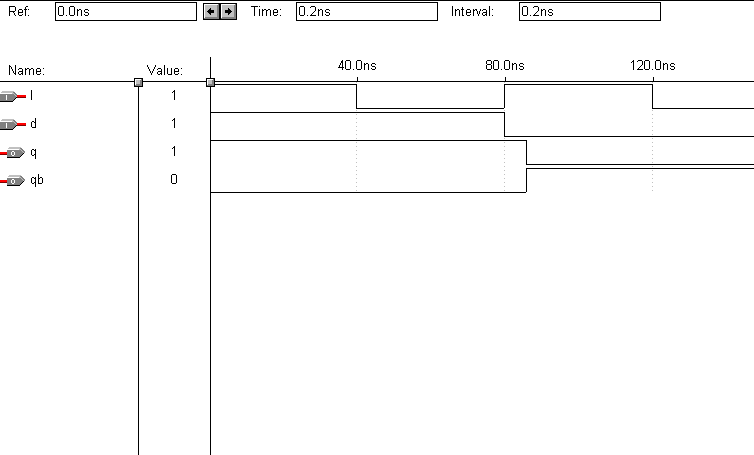 Ref: 0.0ns Time: 0.2ns Interval: 0.2ns
40.0ns 80.0ns 120.0ns
Name: Value:
l 1
d 1
q 1
qb 0